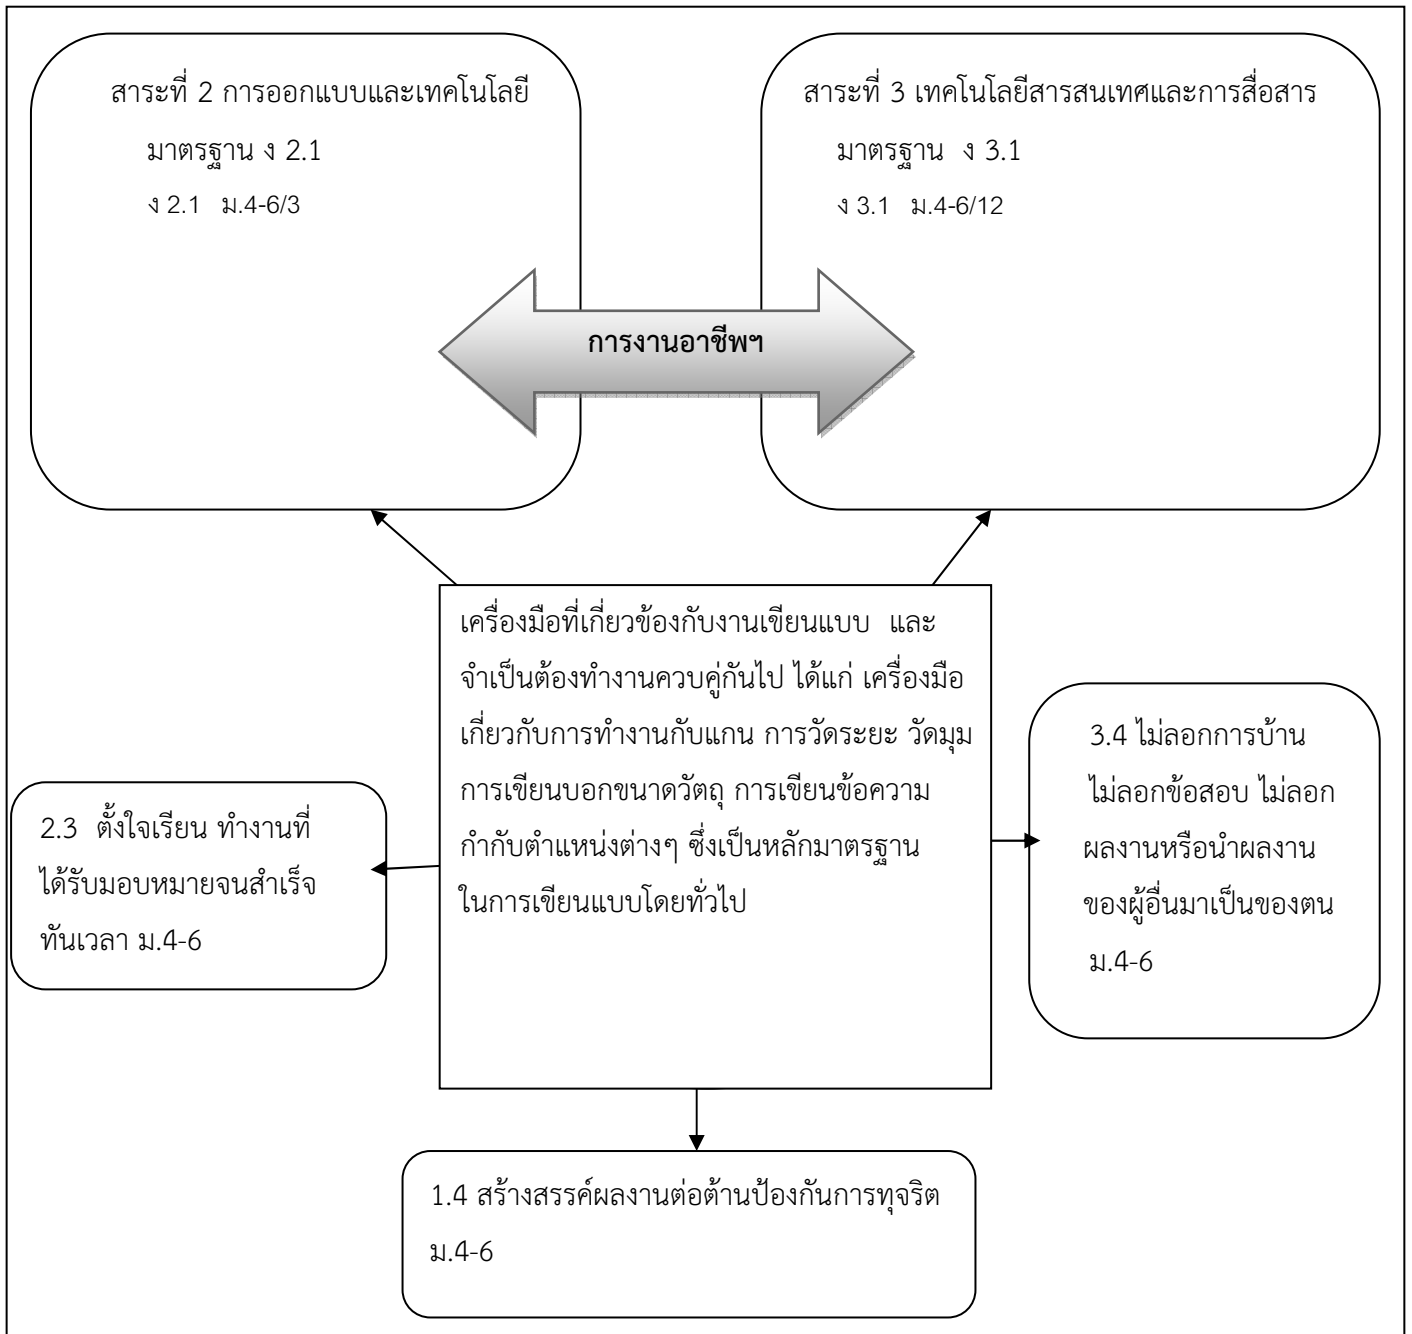 สาระที่ 2 การออกแบบและเทคโนโลยี
มาตรฐาน ง 2.1
ง 2.1 ม.4-6/3
สาระที่ 3 เทคโนโลยีสารสนเทศและการสื่อสาร
มาตรฐาน ง 3.1
ง 3.1 ม.4-6/12
การงานอาชีพฯ
เครื่องมือที่เกี่ยวข้องกับงานเขียนแบบ และ
จำเป็นต้องทำงานควบคู่กันไป ได้แก่ เครื่องมือ
เกี่ยวกับการทำงานกับแกน การวัดระยะ วัดมุม
การเขียนบอกขนาดวัตถุ การเขียนข้อความ
กำกับตำแหน่งต่างๆ ซึ่งเป็นหลักมาตรฐาน
ในการเขียนแบบโดยทั่วไป
2.3 ตั้งใจเรียน ทำงานที่
ได้รับมอบหมายจนสำเร็จ
ทันเวลา ม.4-6
3.4 ไม่ลอกการบ้าน
ไม่ลอกข้อสอบ ไม่ลอก
ผลงานหรือนำผลงาน
ของผู้อื่นมาเป็นของตน
ม.4-6
1.4 สร้างสรรค์ผลงานต่อต้านป้องกันการทุจริต
ม.4-6